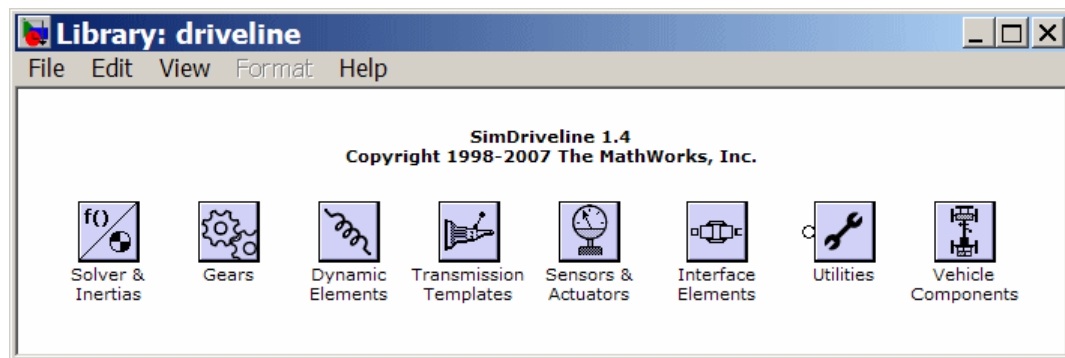 Library: driveline
File Edit View Format Help
SimDriveline 1.4
Copyright 1998-2007 The MathWorks, Inc.
f()
Solver &
Inertias
Gears
Dynamic
Elements
Transmission
Templates
Sensors &
Actuators
Interface
Elements
Utilities
Vehicle
Components